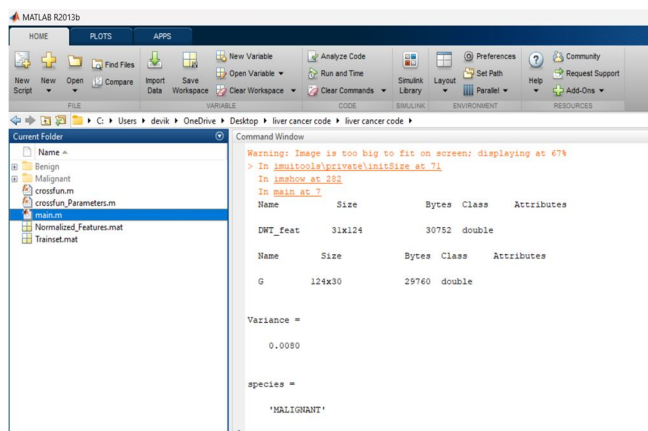 MATLAB R2013b
HOME PLOTS APPS
New Script
New
Open
Find Files
Compare
Import Data
Save Workspace
New Variable
Open Variable
Clear Workspace
Analyze Code
Run and Time
Clear Commands
Simulink Library
Layout
Preferences
Set Path
Parallel
Help
Community
Request Support
Add-Ons
FILE VARIABLE CODE SIMULINK ENVIRONMENT RESOURCES
C: Users devik OneDrive Desktop liver cancer code liver cancer code
Current Folder
Name
Benign
Malignant
crossfun.m
crossfun_Parameters.m
main.m
Normalized_Features.mat
Trainset.mat
Command Window
Warning: Image is too big to fit on screen; displaying at 67%
> In imuitools\private\initSize at 71
In imshow at 282
In main at 7
Name Size Bytes Class Attributes
DWT_feat 31x124 30752 double
Name Size Bytes Class Attributes
G 124x30 29760 double
Variance =
0.0080
species =
'MALIGNANT'